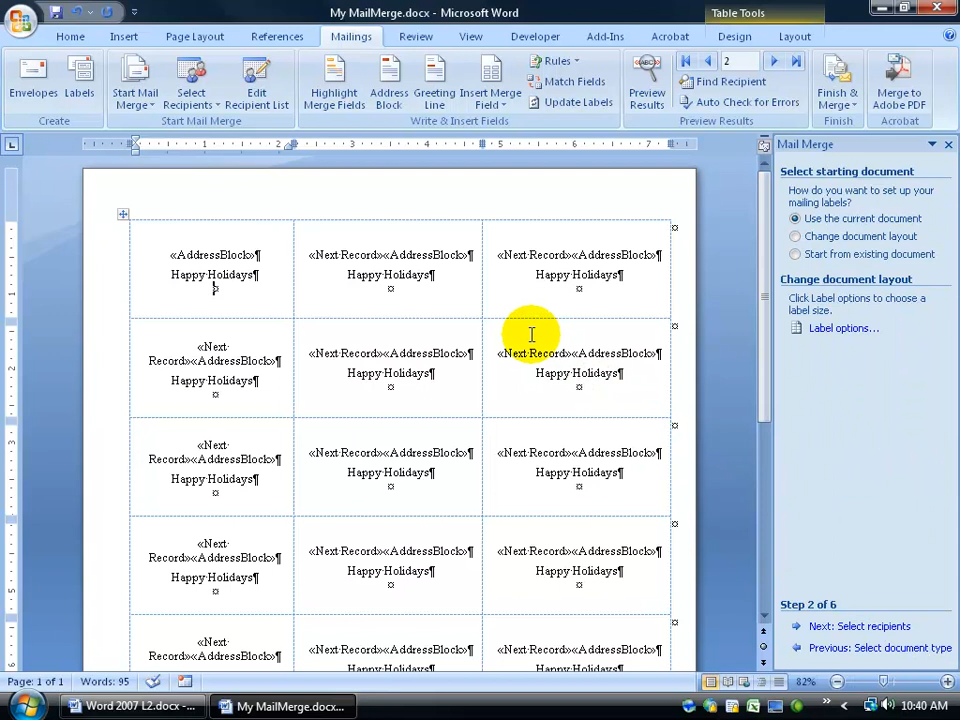 My MailMerge.docx - Microsoft Word
Table Tools
Home Insert Page Layout References Mailings Review View Developer Add-Ins Acrobat Design Layout
Envelopes
Labels
Create
Start Mail Merge
Select Recipients
Edit Recipient List
Start Mail Merge
Highlight Merge Fields
Address Block
Greeting Line
Insert Merge Field
Rules
Match Fields
Update Labels
Write & Insert Fields
Preview Results
2
Find Recipient
Auto Check for Errors
Preview Results
Finish & Merge
Finish
Merge to Adobe PDF
Acrobat
1 2 3 4 5 6 7
«AddressBlock»¶
Happy·Holidays¶
«Next·Record»«AddressBlock»¶
Happy·Holidays¶
«Next·Record»«AddressBlock»¶
Happy·Holidays¶
«Next·
Record»«AddressBlock»¶
Happy·Holidays¶
«Next·Record»«AddressBlock»¶
Happy·Holidays¶
«Next·Record»«AddressBlock»¶
Happy·Holidays¶
«Next·
Record»«AddressBlock»¶
Happy·Holidays¶
«Next·Record»«AddressBlock»¶
Happy·Holidays¶
«Next·Record»«AddressBlock»¶
Happy·Holidays¶
«Next·
Record»«AddressBlock»¶
Happy·Holidays¶
«Next·Record»«AddressBlock»¶
Happy·Holidays¶
«Next·Record»«AddressBlock»¶
Happy·Holidays¶
«Next·
Record»«AddressBlock»¶
«Next·Record»«AddressBlock»¶
Happy·Holidays¶
«Next·Record»«AddressBlock»¶
Happy·Holidays¶
Mail Merge
Select starting document
How do you want to set up your
mailing labels?
Use the current document
Change document layout
Start from existing document
Change document layout
Click Label options to choose a
label size.
Label options...
Step 2 of 6
Next: Select recipients
Previous: Select document type
Page: 1 of 1
Words: 95
82%
Word 2007 L2.docx -...
My MailMerge.docx...
10:40 AM